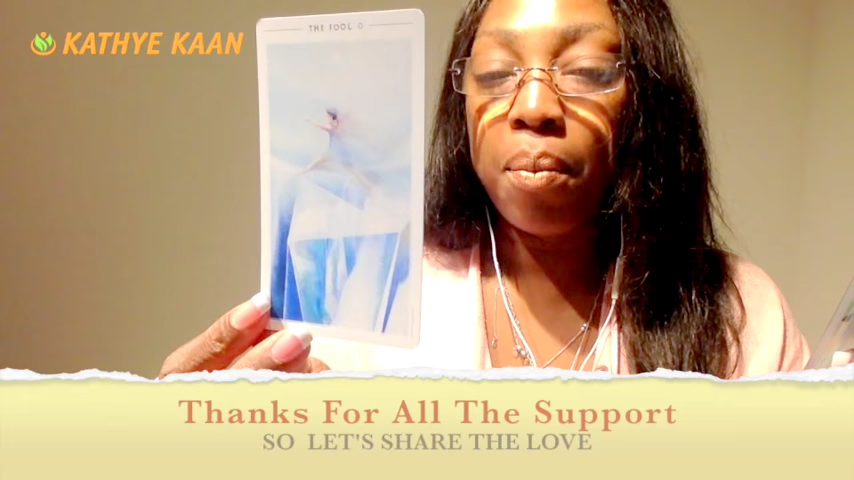 KATHYE KAAN
THE FOOL 0
Thanks For All The Support
SO LET'S SHARE THE LOVE